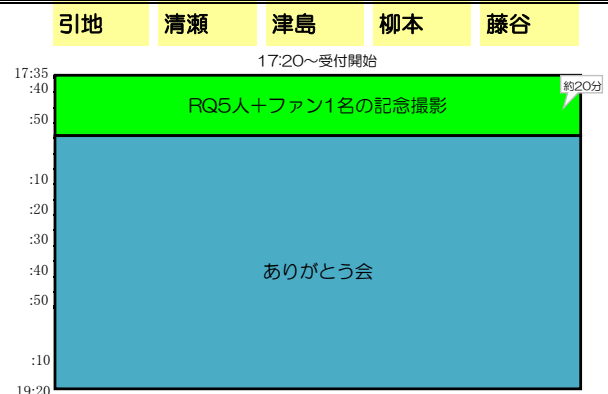 引地 清瀬 津島 柳本 藤谷
17:20～受付開始
17:35
:40
約20分
RQ5人＋ファン1名の記念撮影
:50
:10
:20
:30
:40
ありがとう会
:50
:10
19:20